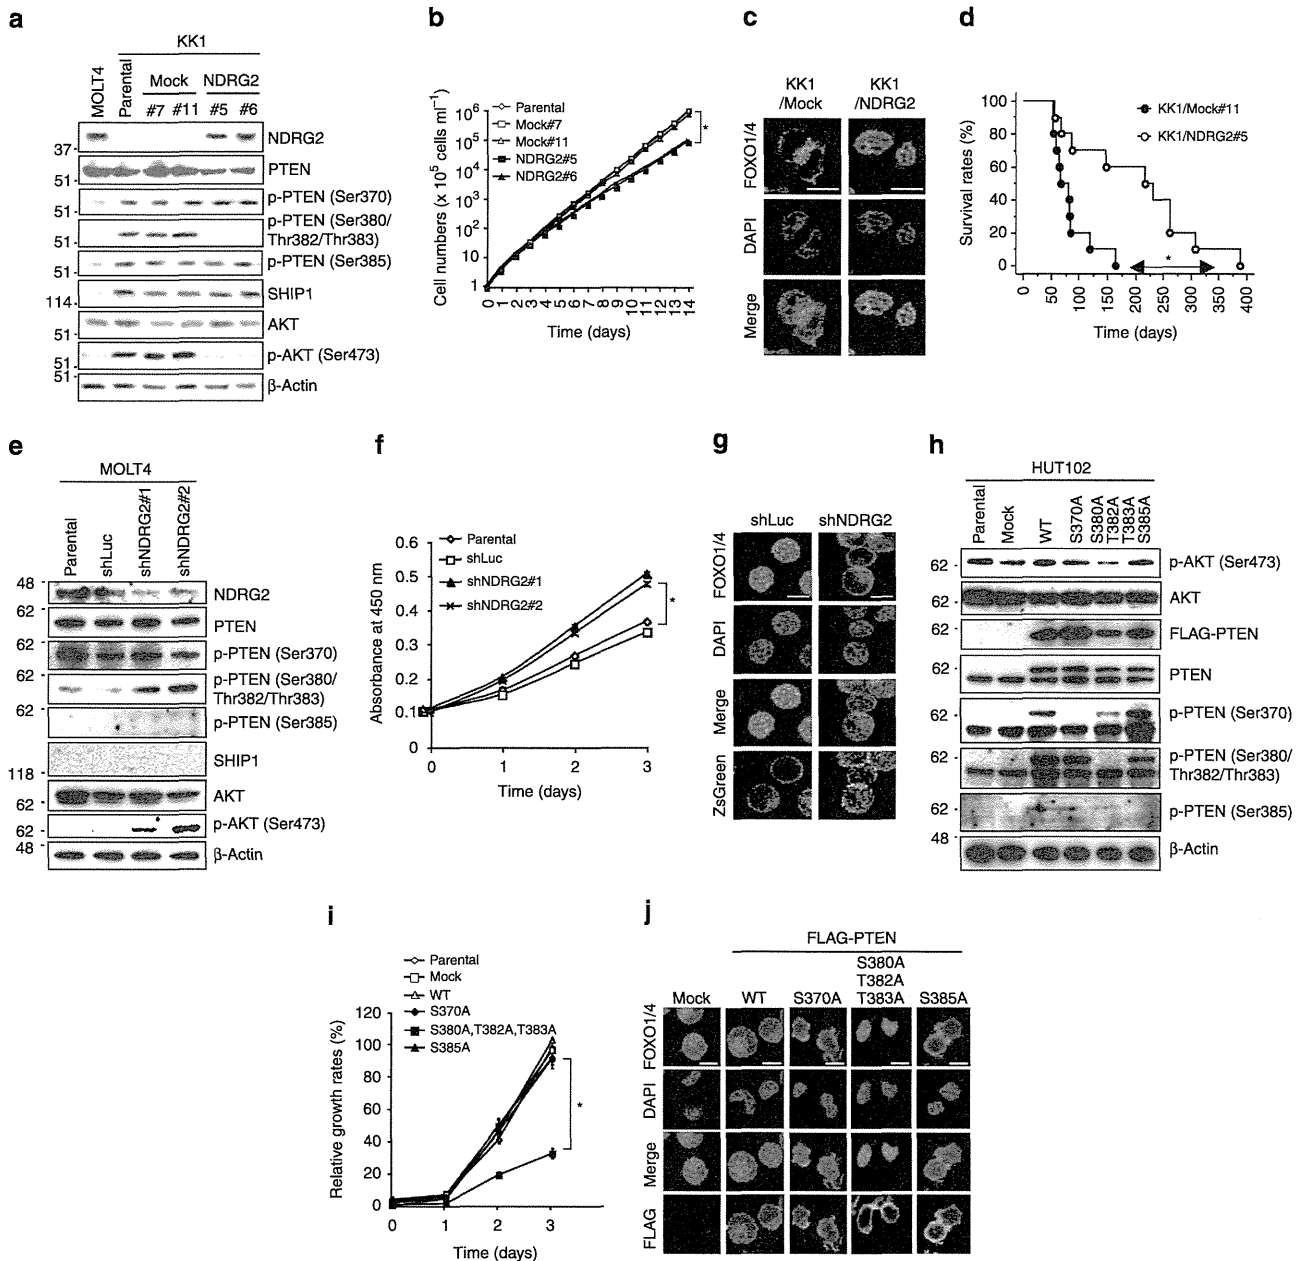 a
KK1
MOLT4
Parental
Mock
NDRG2
#7 #11 #5 #6
NDRG2
37
PTEN
51
p-PTEN (Ser370)
51
p-PTEN (Ser380/
Thr382/Thr383)
51
p-PTEN (Ser385)
51
SHIP1
114
AKT
51
p-AKT (Ser473)
51
51
β-Actin
b
Parental
Mock#7
Mock#11
NDRG2#5
NDRG2#6
Cell numbers (x 10⁵ cells ml⁻¹)
10⁶
10⁵
10⁴
10³
10²
10
1
*
0 1 2 3 4 5 6 7 8 9 10 11 12 13 14
Time (days)
c
KK1
/Mock
KK1
/NDRG2
FOXO1/4
DAPI
Merge
d
KK1/Mock#11
KK1/NDRG2#5
Survival rates (%)
100
80
60
40
20
0
*
0 50 100 150 200 250 300 350 400
Time (days)
e
MOLT4
Parental
shLuc
shNDRG2#1
shNDRG2#2
48
NDRG2
62
PTEN
62
p-PTEN (Ser370)
62
p-PTEN (Ser380/
Thr382/Thr383)
62
p-PTEN (Ser385)
SHIP1
118
AKT
62
p-AKT (Ser473)
62
48
β-Actin
f
Parental
shLuc
shNDRG2#1
shNDRG2#2
Absorbance at 450 nm
0.6
0.5
0.4
0.3
0.2
0.1
0
*
0 1 2 3
Time (days)
g
shLuc shNDRG2
FOXO1/4
DAPI
Merge
ZsGreen
h
HUT102
Parental
Mock
WT
S370A
S380A
T382A
T383A
S385A
62
p-AKT (Ser473)
62
AKT
62
FLAG-PTEN
62
PTEN
62
p-PTEN (Ser370)
62
p-PTEN (Ser380/
Thr382/Thr383)
62
p-PTEN (Ser385)
48
β-Actin
i
Parental
Mock
WT
S370A
S380A,T382A,T383A
S385A
Relative growth rates (%)
120
100
80
60
40
20
0
*
0 1 2 3
Time (days)
j
FLAG-PTEN
S380A
T382A
Mock WT S370A T383A S385A
FOXO1/4
DAPI
Merge
FLAG